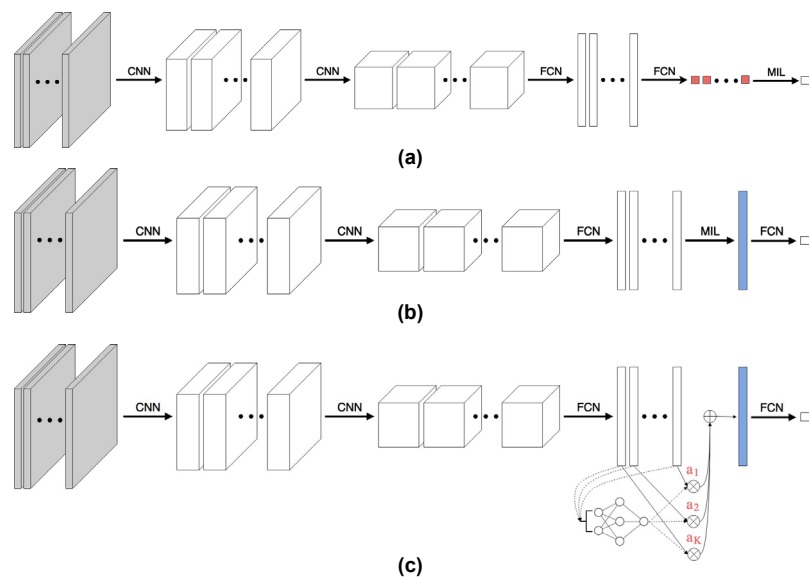 CNN CNN FCN FCN MIL
(a)
CNN CNN FCN MIL FCN
(b)
CNN CNN FCN FCN
a1
a2
aK
(c)